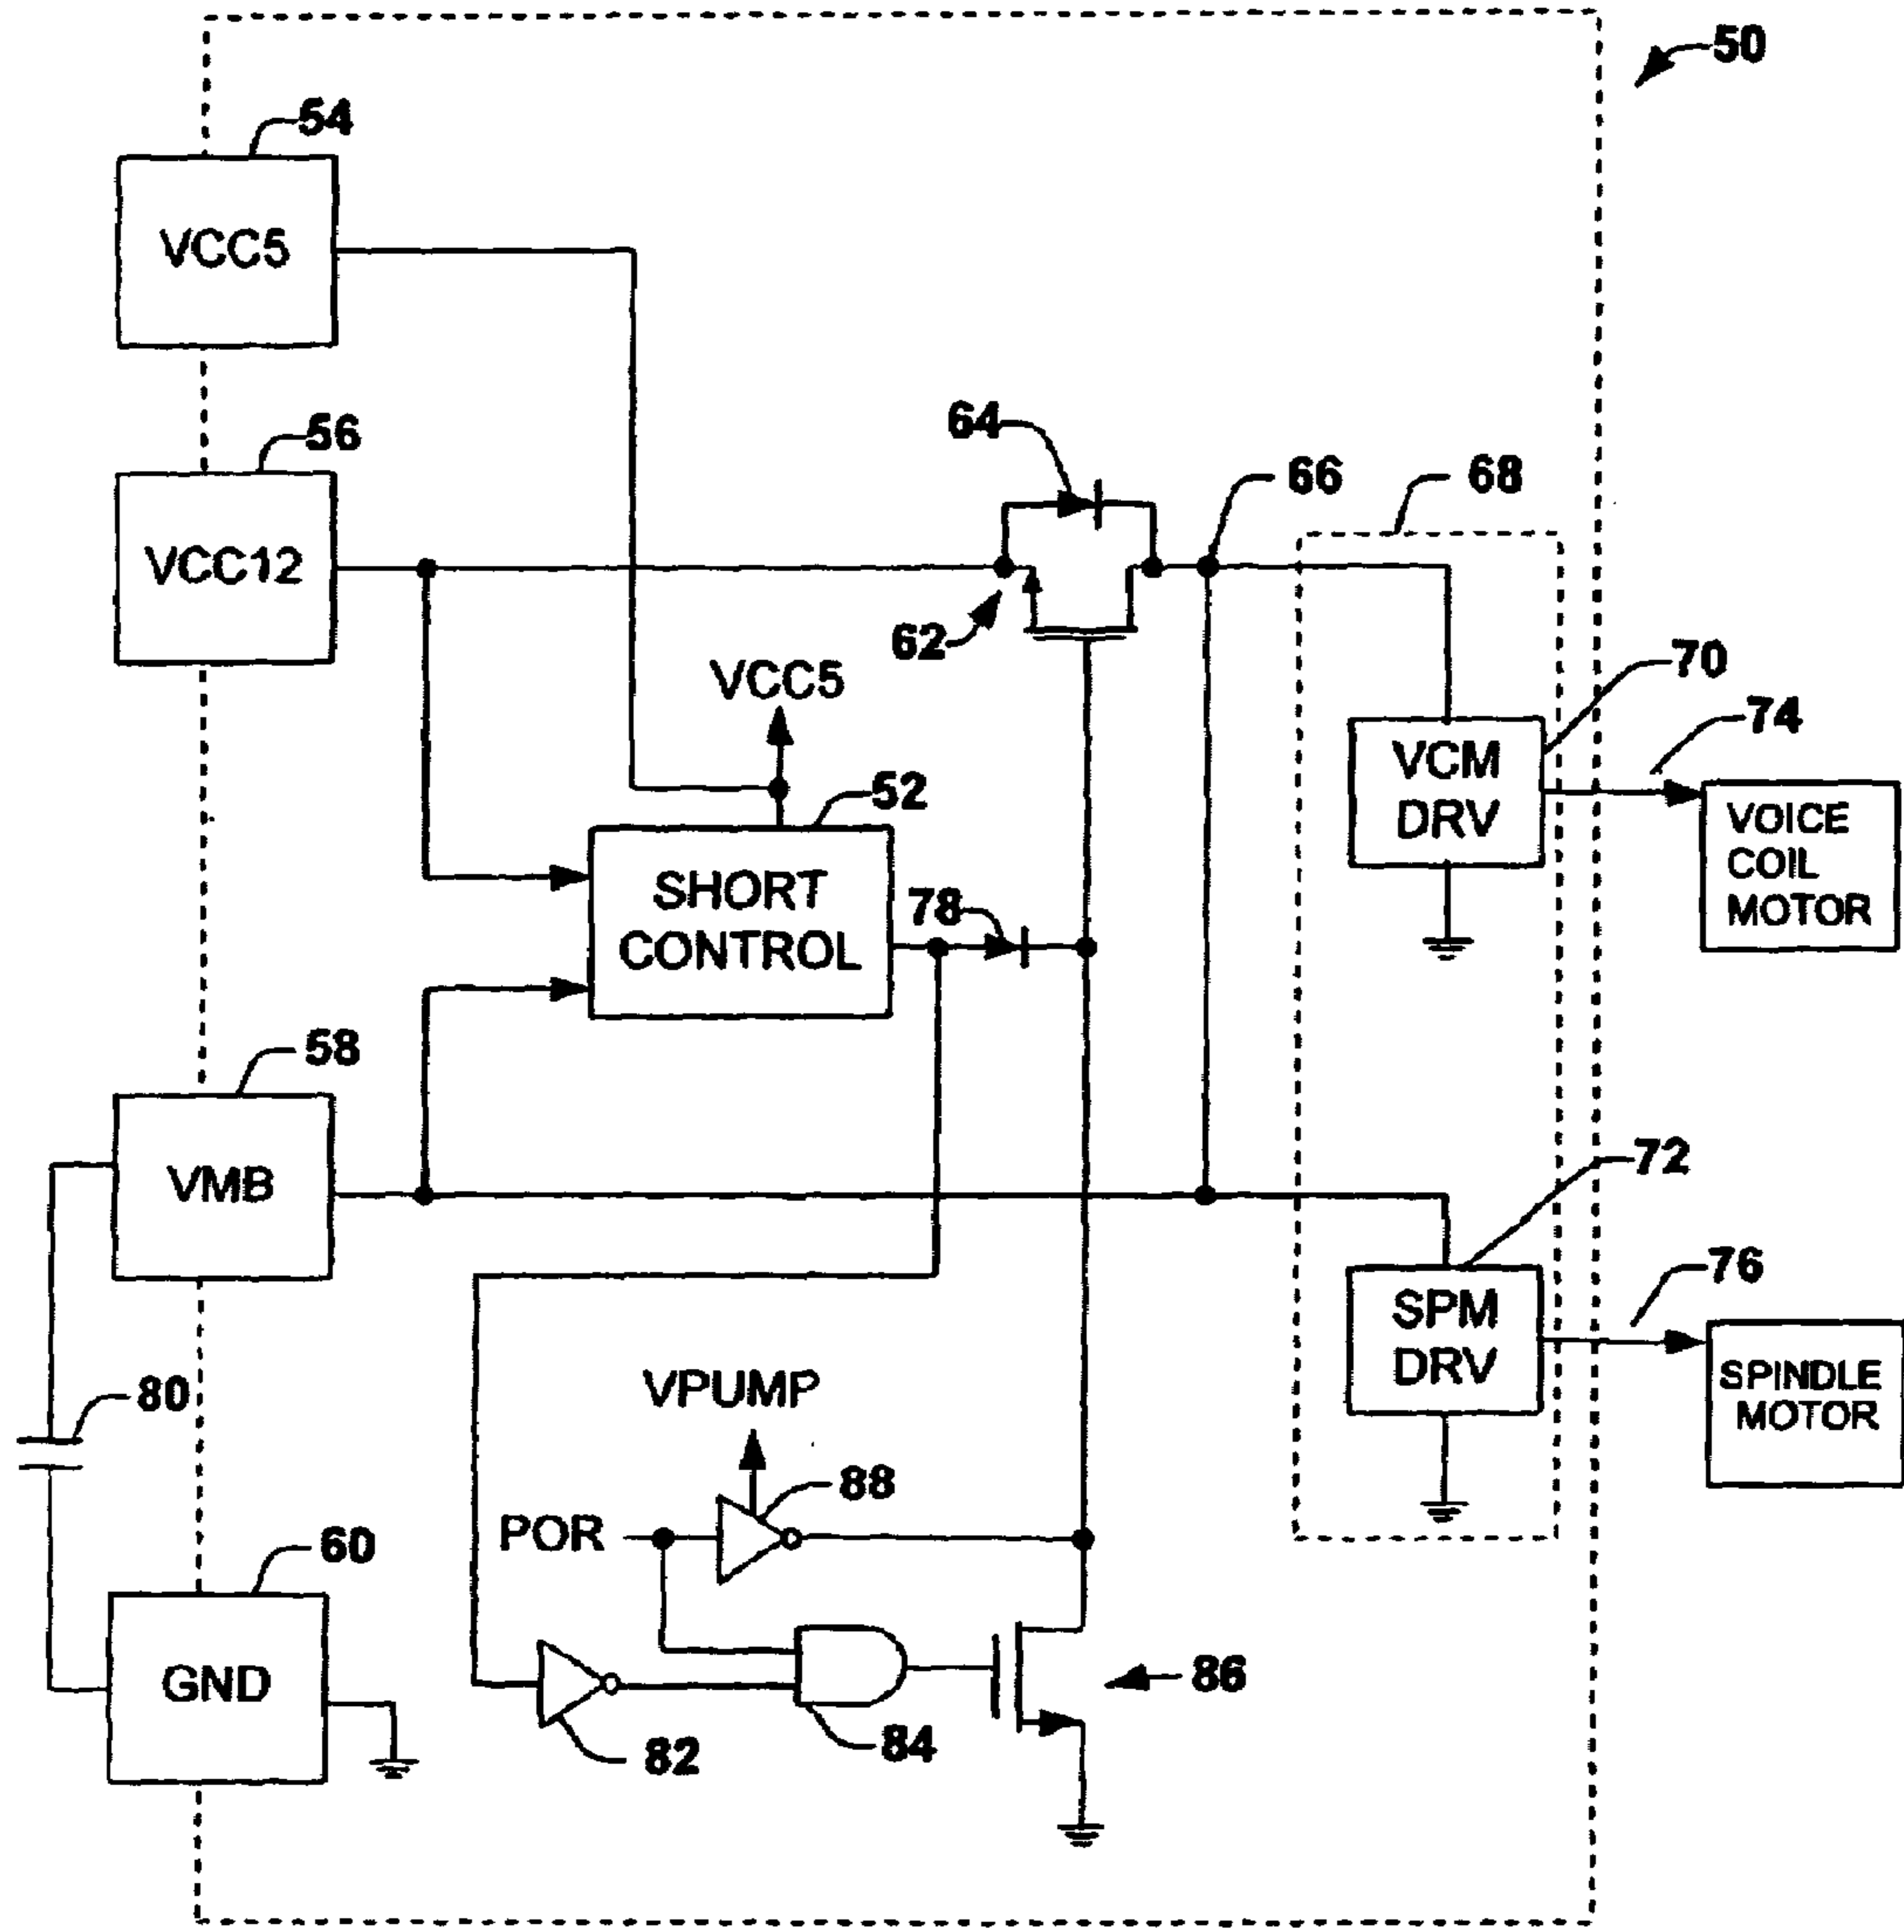 50
54
VCC5
56
VCC12
64
66
68
62
VCC5
70
74
VCM
DRV
VOICE
COIL
MOTOR
52
SHORT
CONTROL
78
58
VMB
72
76
SPM
DRV
SPINDLE
MOTOR
80
VPUMP
88
POR
60
GND
82
84
86